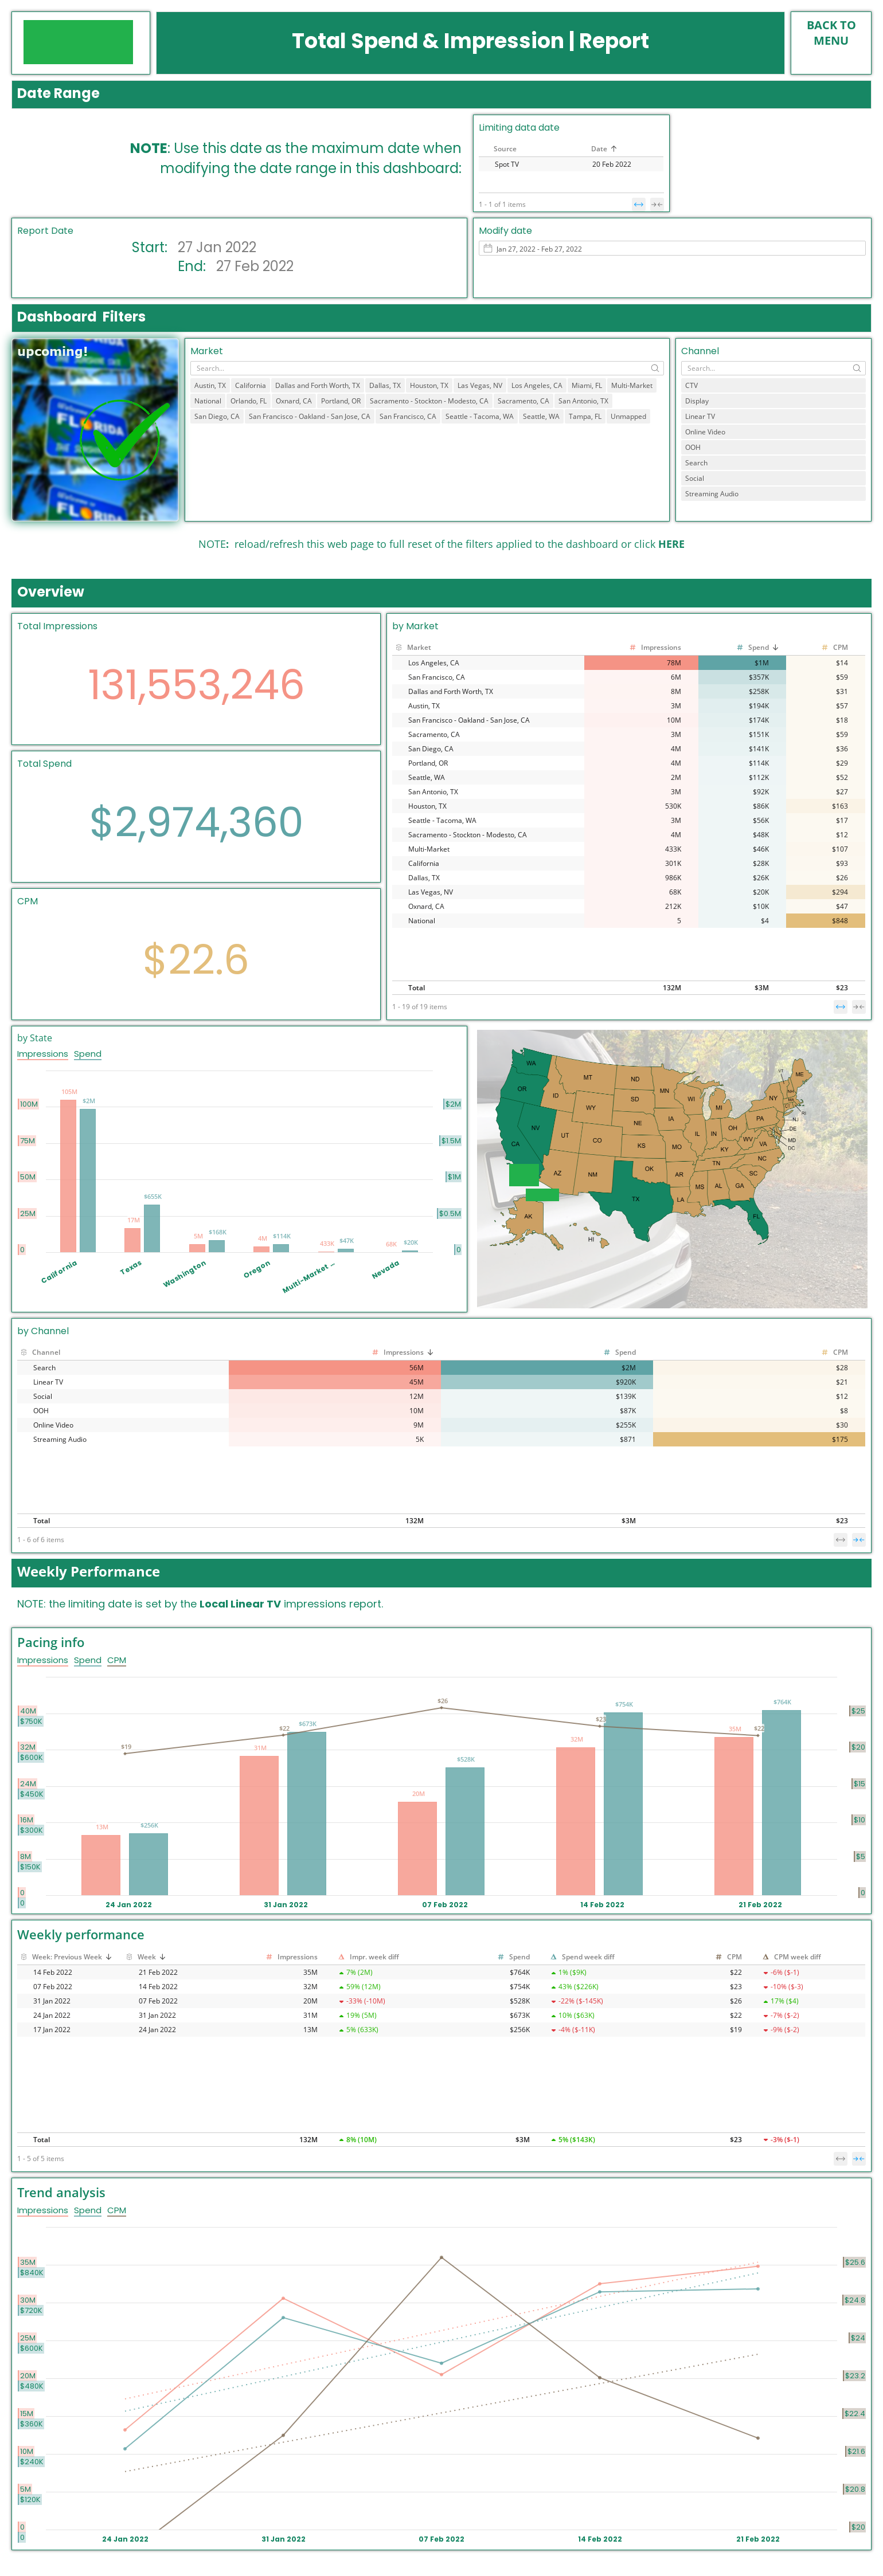 Total Spend & Impression | Report
BACK TO
MENU
Date Range
NOTE: Use this date as the maximum date when
modifying the date range in this dashboard:
Limiting data date
Source Date
Spot TV 20 Feb 2022
1 - 1 of 1 items
Report Date
Start: 27 Jan 2022
End: 27 Feb 2022
Modify date
Jan 27, 2022 - Feb 27, 2022
Dashboard Filters
upcoming!
FLORIDA
Welcome to
FLORIDA
Market
Search...
Austin, TX California Dallas and Forth Worth, TX Dallas, TX Houston, TX Las Vegas, NV Los Angeles, CA Miami, FL Multi-Market
National Orlando, FL Oxnard, CA Portland, OR Sacramento - Stockton - Modesto, CA Sacramento, CA San Antonio, TX
San Diego, CA San Francisco - Oakland - San Jose, CA San Francisco, CA Seattle - Tacoma, WA Seattle, WA Tampa, FL Unmapped
Channel
Search...
CTV
Display
Linear TV
Online Video
OOH
Search
Social
Streaming Audio
NOTE: reload/refresh this web page to full reset of the filters applied to the dashboard or click HERE
Overview
Total Impressions
131,553,246
Total Spend
$2,974,360
CPM
$22.6
by Market
Market Impressions Spend CPM
Los Angeles, CA 78M $1M $14
San Francisco, CA 6M $357K $59
Dallas and Forth Worth, TX 8M $258K $31
Austin, TX 3M $194K $57
San Francisco - Oakland - San Jose, CA 10M $174K $18
Sacramento, CA 3M $151K $59
San Diego, CA 4M $141K $36
Portland, OR 4M $114K $29
Seattle, WA 2M $112K $52
San Antonio, TX 3M $92K $27
Houston, TX 530K $86K $163
Seattle - Tacoma, WA 3M $56K $17
Sacramento - Stockton - Modesto, CA 4M $48K $12
Multi-Market 433K $46K $107
California 301K $28K $93
Dallas, TX 986K $26K $26
Las Vegas, NV 68K $20K $294
Oxnard, CA 212K $10K $47
National 5 $4 $848
Total 132M $3M $23
1 - 19 of 19 items
by State
Impressions Spend
105M $2M
100M $2M
75M $1.5M
50M $1M
17M $655K
25M $0.5M
5M $168K 4M $114K 433K $47K 68K $20K
0 0
California Texas Washington Oregon Multi-Market ... Nevada
WA MT ND MN ME VT
OR ID SD WI MI NY
WY IA PA NJ
NV UT CO NE IL IN OH DE
CA KS MO WV VA MD
KY DC
AZ NM OK AR TN NC
SC
TX LA MS AL GA
AK HI FL
by Channel
Channel Impressions Spend CPM
Search 56M $2M $28
Linear TV 45M $920K $21
Social 12M $139K $12
OOH 10M $87K $8
Online Video 9M $255K $30
Streaming Audio 5K $871 $175
Total 132M $3M $23
1 - 6 of 6 items
Weekly Performance
NOTE: the limiting date is set by the Local Linear TV impressions report.
Pacing info
Impressions Spend CPM
40M $25
$750K
32M $20
$600K
24M $15
$450K
16M $10
$300K
8M $5
$150K
0 0
0
$19 $22 $26 $23 $22
13M $256K 31M $673K 20M $528K 32M $754K 35M $764K
24 Jan 2022 31 Jan 2022 07 Feb 2022 14 Feb 2022 21 Feb 2022
Weekly performance
Week: Previous Week Week Impressions Impr. week diff Spend Spend week diff CPM CPM week diff
14 Feb 2022 21 Feb 2022 35M 7% (2M) $764K 1% ($9K) $22 -6% ($-1)
07 Feb 2022 14 Feb 2022 32M 59% (12M) $754K 43% ($226K) $23 -10% ($-3)
31 Jan 2022 07 Feb 2022 20M -33% (-10M) $528K -22% ($-145K) $26 17% ($4)
24 Jan 2022 31 Jan 2022 31M 19% (5M) $673K 10% ($63K) $22 -7% ($-2)
17 Jan 2022 24 Jan 2022 13M 5% (633K) $256K -4% ($-11K) $19 -9% ($-2)
Total 132M 8% (10M) $3M 5% ($143K) $23 -3% ($-1)
1 - 5 of 5 items
Trend analysis
Impressions Spend CPM
35M $25.6
$840K
30M $24.8
$720K
25M $24
$600K
20M $23.2
$480K
15M $22.4
$360K
10M $21.6
$240K
5M $20.8
$120K
0 $20
0
24 Jan 2022 31 Jan 2022 07 Feb 2022 14 Feb 2022 21 Feb 2022